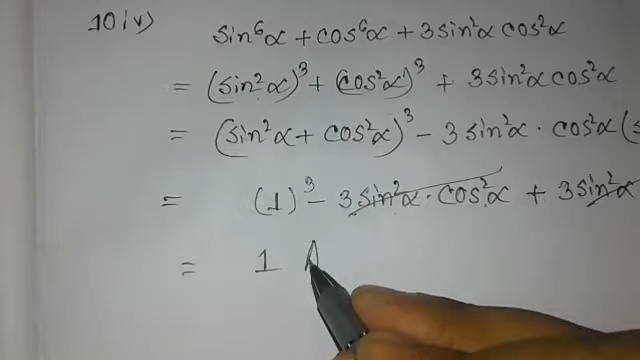 10 iv) sin⁶α + cos⁶α + 3sin²α cos²α
= (sin²α)³ + (cos²α)³ + 3sin²α cos²α
= (sin²α + cos²α)³ - 3sin²α · cos²α (s
= (1)³ - 3sin²α · cos²α + 3sin²α
= 1